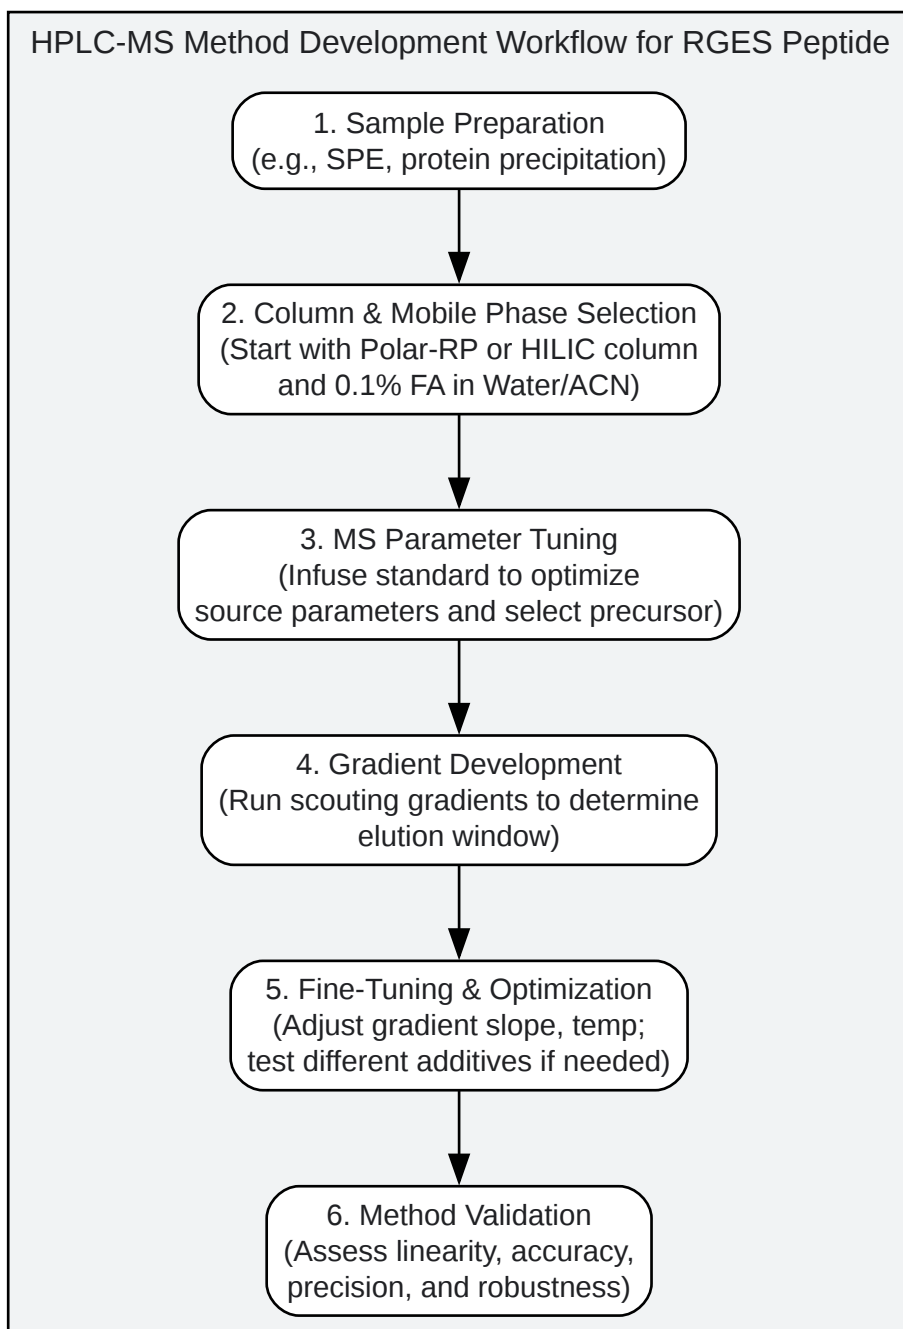 HPLC-MS Method Development Workflow for RGES Peptide
1. Sample Preparation
(e.g., SPE, protein precipitation)
2. Column & Mobile Phase Selection
(Start with Polar-RP or HILIC column
and 0.1% FA in Water/ACN)
3. MS Parameter Tuning
(Infuse standard to optimize
source parameters and select precursor)
4. Gradient Development
(Run scouting gradients to determine
elution window)
5. Fine-Tuning & Optimization
(Adjust gradient slope, temp;
test different additives if needed)
6. Method Validation
(Assess linearity, accuracy,
precision, and robustness)